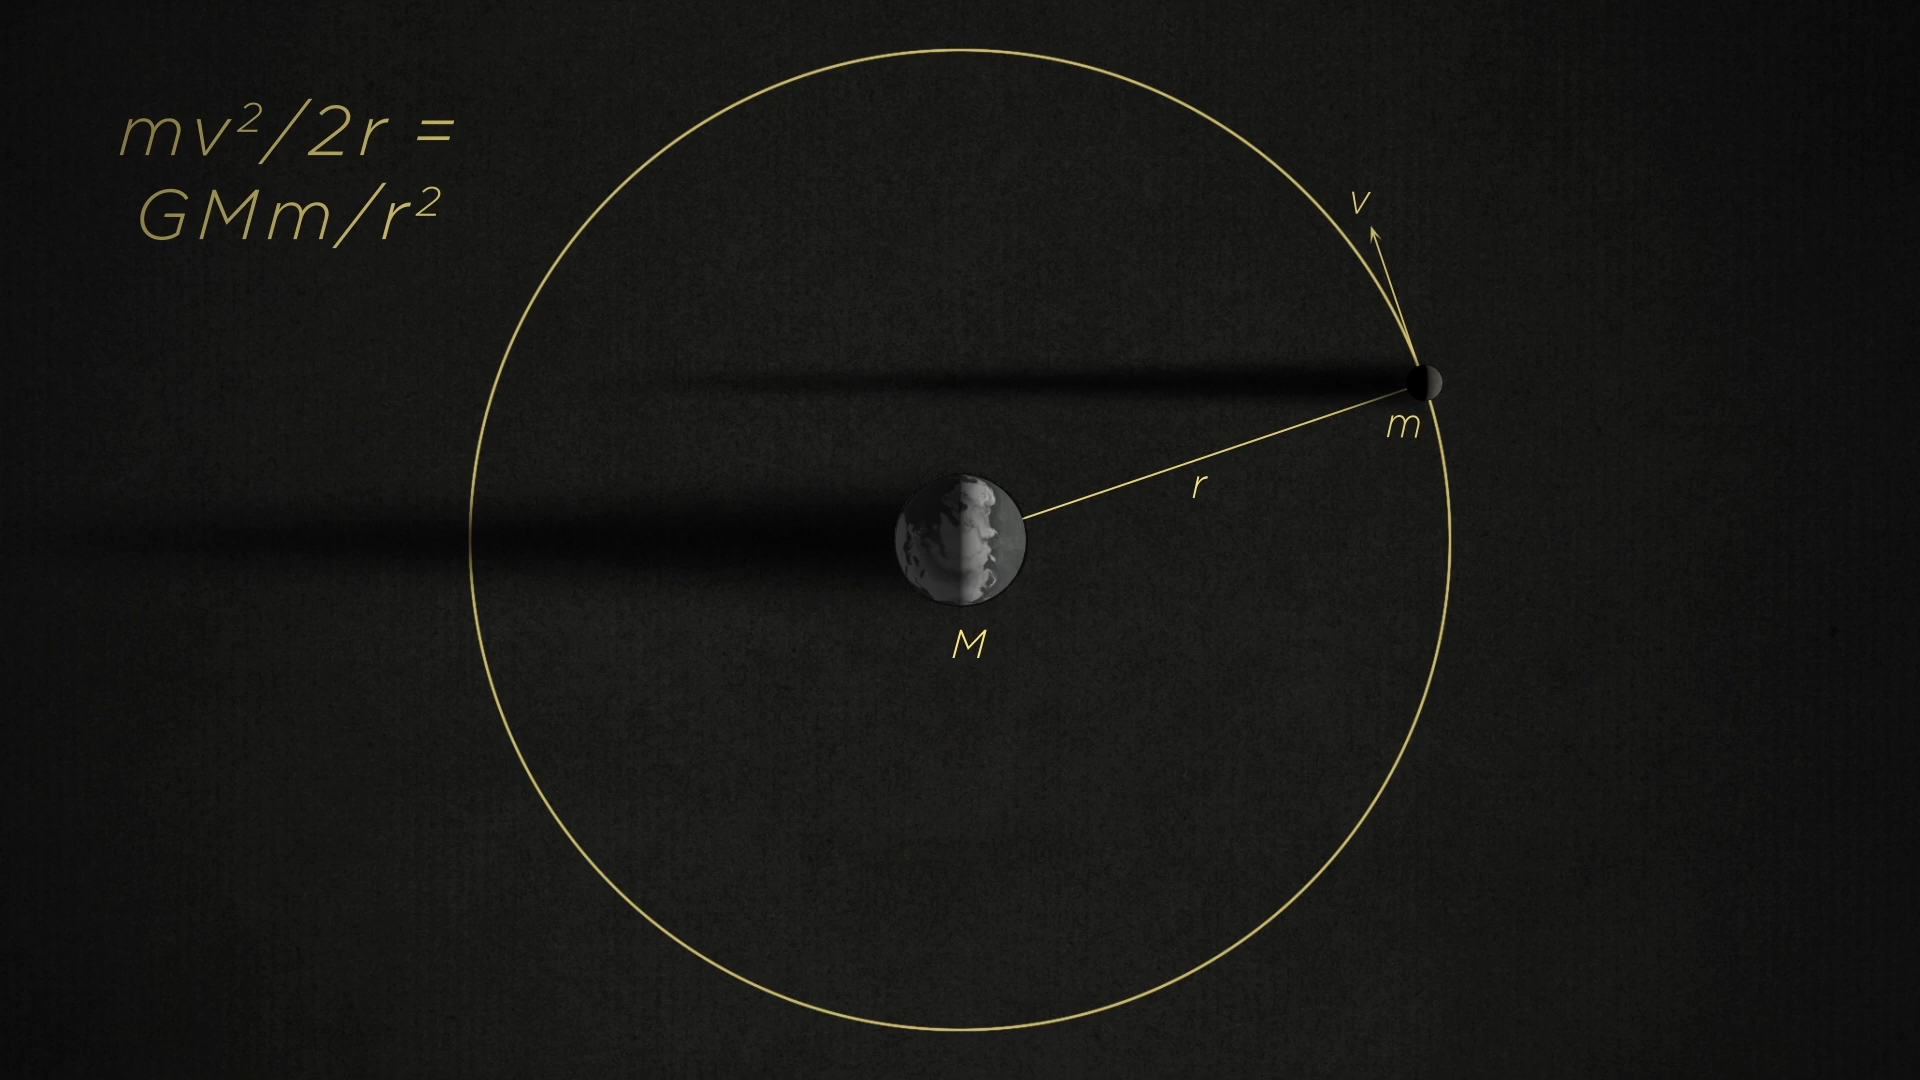 mv²/2r =
GMm/r²
v
m
r
M